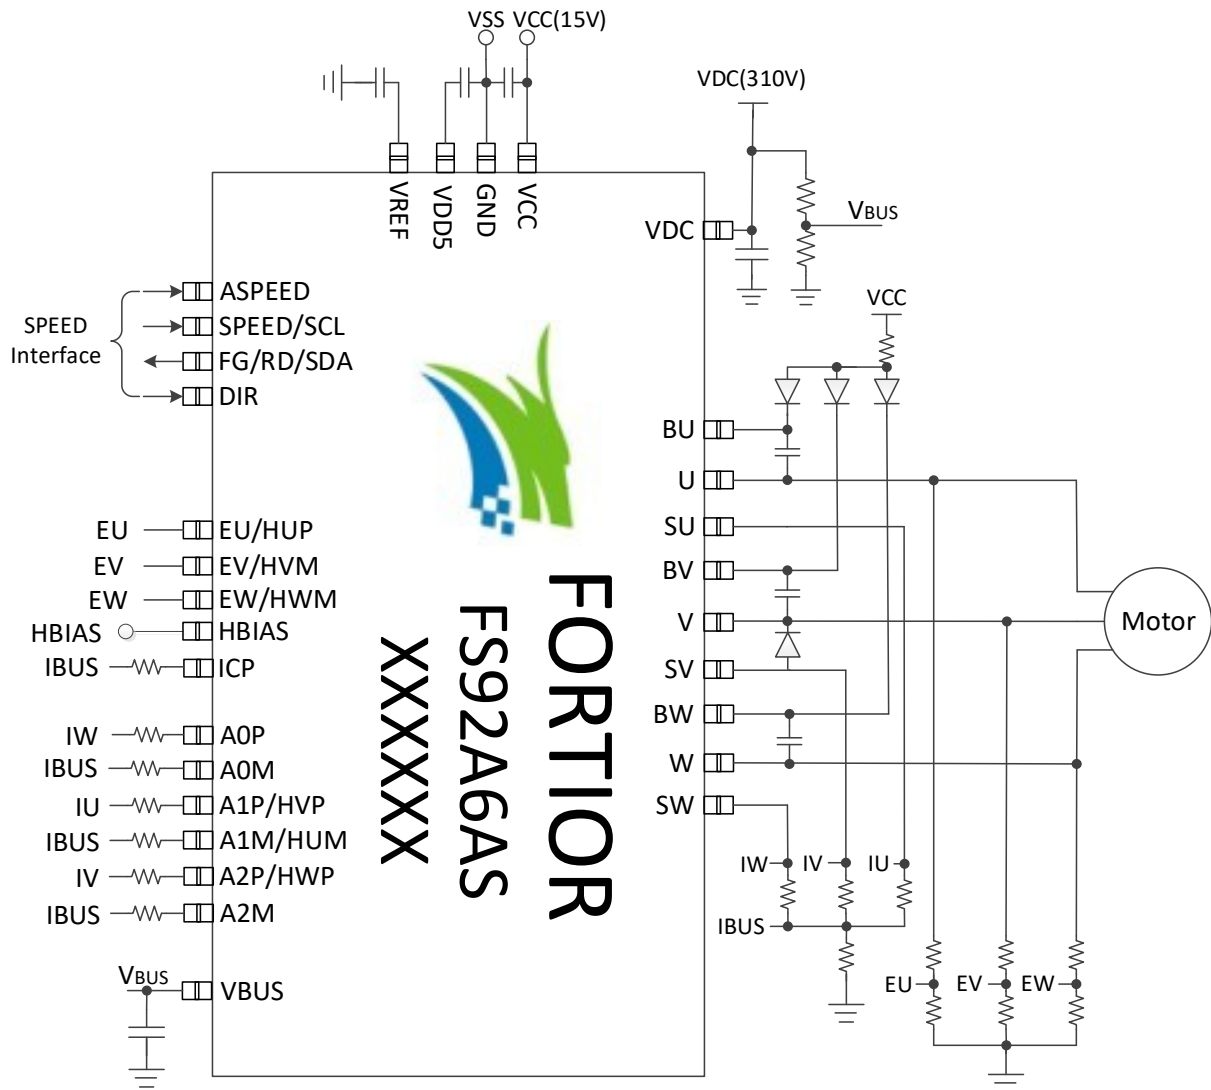 VSS VCC(15V)
VDC(310V)
VREF
VDD5
GND
VCC
VDC
VBUS
SPEED
Interface
ASPEED
SPEED/SCL
FG/RD/SDA
DIR
VCC
BU
U
SU
BV
V
SV
BW
W
SW
Motor
EU EU/HUP
EV EV/HVM
EW EW/HWM
HBIAS HBIAS
IBUS ICP
IW A0P
IBUS A0M
IU A1P/HVP
IBUS A1M/HUM
IV A2P/HWP
IBUS A2M
VBUS VBUS
FORTIOR
FS92A6AS
XXXXXXX
IW IV IU
IBUS
EU EV EW